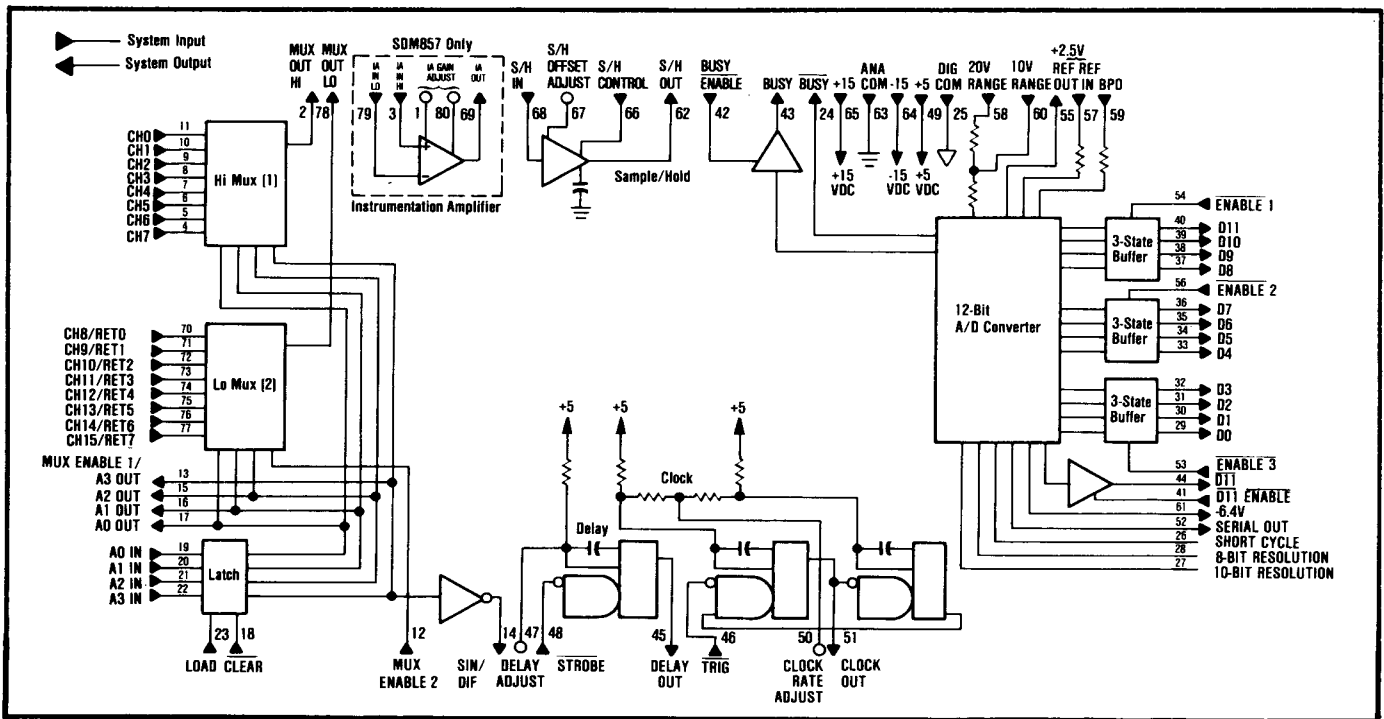 System Input
System Output
MUX OUT HI
2
MUX OUT LO
78
SDM857 Only
IA IN LO
79
IA IN HI
3
IA GAIN ADJUST
1
80
IA OUT
69
Instrumentation Amplifier
S/H IN
68
S/H OFFSET ADJUST
67
S/H CONTROL
66
S/H OUT
62
Sample/Hold
BUSY ENABLE
42
BUSY
43
BUSY
24
+15
65
+15 VDC
ANA COM
63
-15
64
-15 VDC
+5
49
+5 VDC
DIG COM
25
20V RANGE
58
10V RANGE
60
+2.5V REF OUT
55
REF IN
57
BPO
59
CH0 11
CH1 10
CH2 9
CH3 8
CH4 7
CH5 6
CH6 5
CH7 4
Hi Mux (1)
CH8/RET0 70
CH9/RET1 71
CH10/RET2 72
CH11/RET3 73
CH12/RET4 74
CH13/RET5 75
CH14/RET6 76
CH15/RET7 77
Lo Mux (2)
MUX ENABLE 1/
A3 OUT 13
A2 OUT 15
A1 OUT 16
A0 OUT 17
A0 IN 19
A1 IN 20
A2 IN 21
A3 IN 22
Latch
23 18
LOAD CLEAR
12
MUX ENABLE 2
14
SIN/DIF
47
DELAY ADJUST
48
STROBE
+5
Delay
45
DELAY OUT
+5
Clock
+5
46
TRIG
50
CLOCK RATE ADJUST
51
CLOCK OUT
12-Bit A/D Converter
54 ENABLE 1
3-State Buffer
40 D11
39 D10
38 D9
37 D8
56 ENABLE 2
3-State Buffer
36 D7
35 D6
34 D5
33 D4
3-State Buffer
32 D3
31 D2
30 D1
29 D0
53 ENABLE 3
44 D11
41 D11 ENABLE
61 -6.4V
52 SERIAL OUT
26 SHORT CYCLE
28 8-BIT RESOLUTION
27 10-BIT RESOLUTION